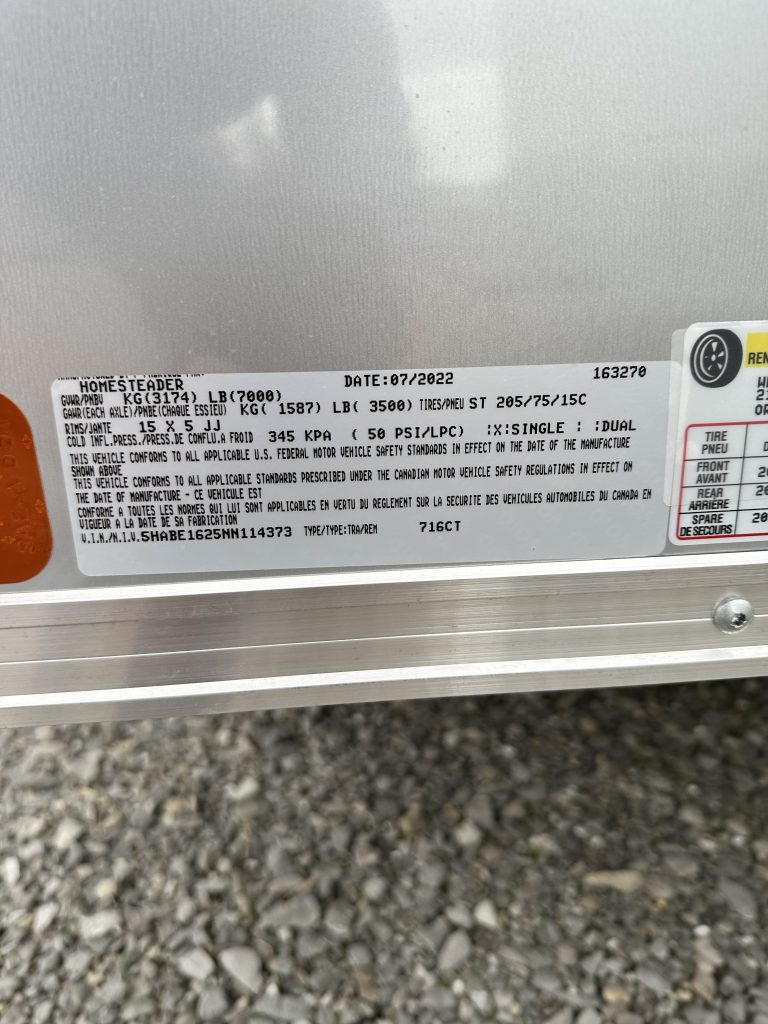 HOMESTEADER DATE:07/2022 163270
GVWR/PNBV KG(3174) LB(7000)
GAWR(EACH AXLE)/PNBE(CHAQUE ESSIEU) KG( 1587) LB( 3500) TIRES/PNEU ST 205/75/15C
RIMS/JANTE 15 X 5 JJ
COLD INFL.PRESS./PRESS.DE CONFLU.A FROID 345 KPA ( 50 PSI/LPC) :X:SINGLE : :DUAL
THIS VEHICLE CONFORMS TO ALL APPLICABLE U.S. FEDERAL MOTOR VEHICLE SAFETY STANDARDS IN EFFECT ON THE DATE OF THE MANUFACTURE
SHOWN ABOVE
THIS VEHICLE CONFORMS TO ALL APPLICABLE STANDARDS PRESCRIBED UNDER THE CANADIAN MOTOR VEHICLE SAFETY REGULATIONS IN EFFECT ON
THE DATE OF MANUFACTURE - CE VEHICULE EST
CONFORME A TOUTES LES NORMES QUI LUI SONT APPLICABLES EN VERTU DU REGLEMENT SUR LA SECURITE DES VEHICULES AUTOMOBILES DU CANADA EN
VIGUEUR A LA DATE DE SA FABRICATION
V.I.N./N.I.V.5HABE1625NN114373 TYPE/TYPE:TRA/REM 716CT
REN
TIRE
PNEU
FRONT
AVANT
REAR
ARRIÈRE
SPARE
DE SECOURS
20